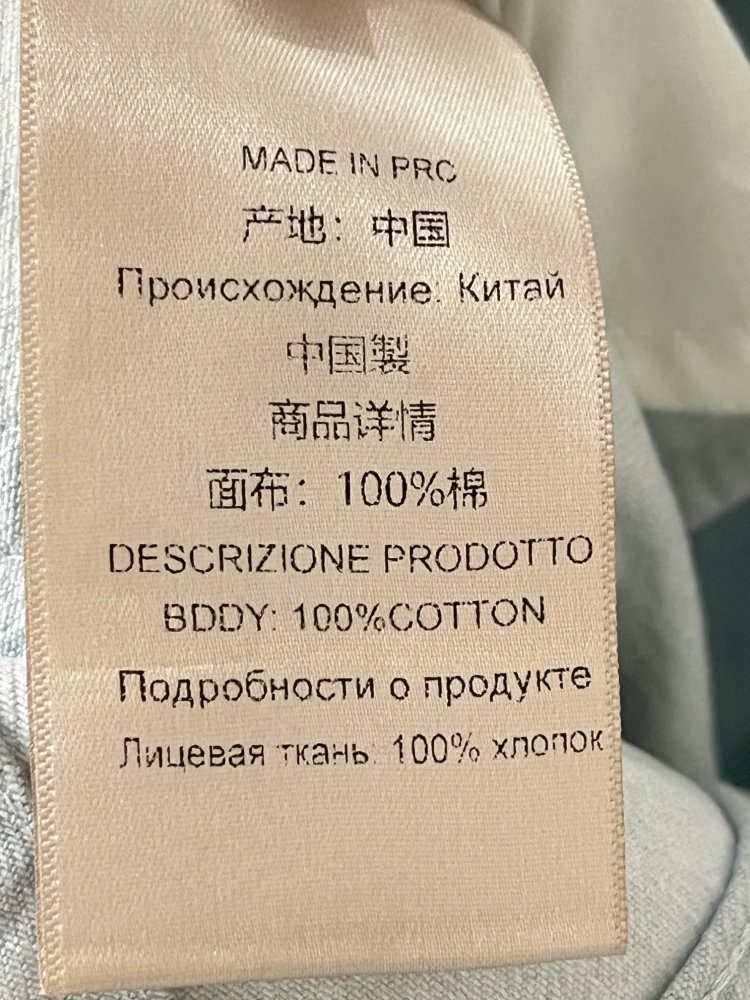 MADE IN PRC
产地：中国
Происхождение: Китай
中国製
商品详情
面布：100%棉
DESCRIZIONE PRODOTTO
BDDY: 100%COTTON
Подробности о продукте
Лицевая ткань: 100% хлопок